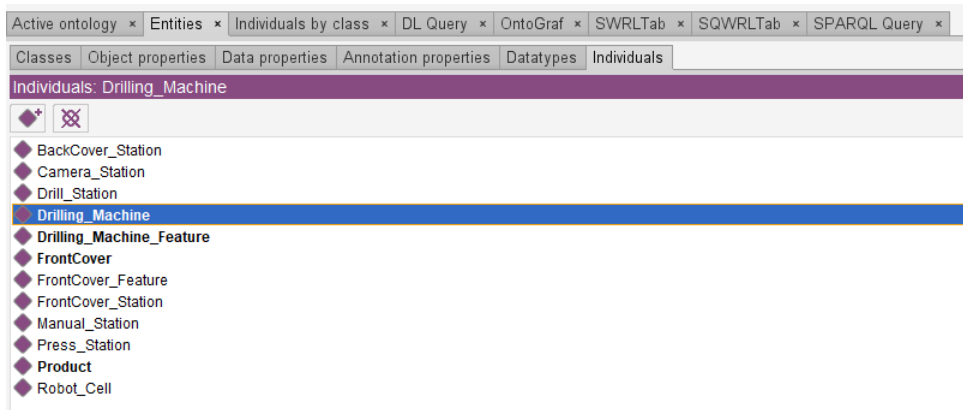 Active ontology × Entities × Individuals by class × DL Query × OntoGraf × SWRLTab × SQWRLTab × SPARQL Query ×
Classes Object properties Data properties Annotation properties Datatypes Individuals
Individuals: Drilling_Machine
BackCover_Station
Camera_Station
Drill_Station
Drilling_Machine
Drilling_Machine_Feature
FrontCover
FrontCover_Feature
FrontCover_Station
Manual_Station
Press_Station
Product
Robot_Cell